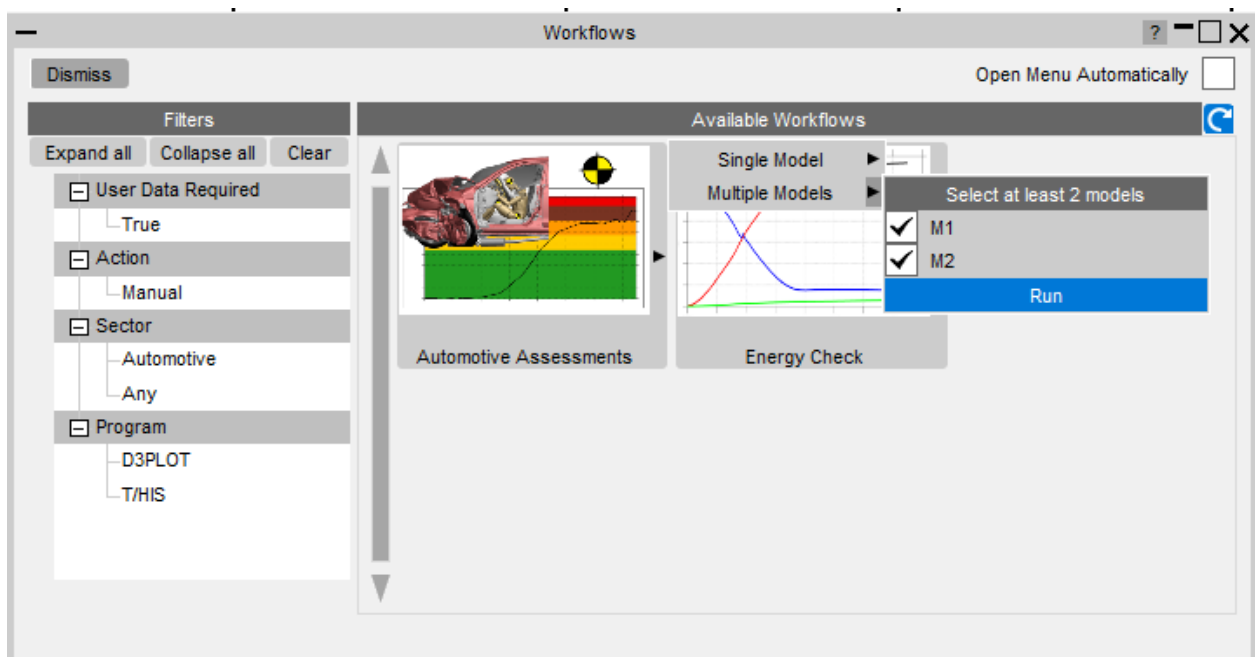 Workflows
?
Dismiss
Open Menu Automatically
Filters
Available Workflows
Expand all Collapse all Clear
User Data Required
True
Action
Manual
Sector
Automotive
Any
Program
D3PLOT
T/HIS
Automotive Assessments
Energy Check
Single Model
Multiple Models
Select at least 2 models
M1
M2
Run